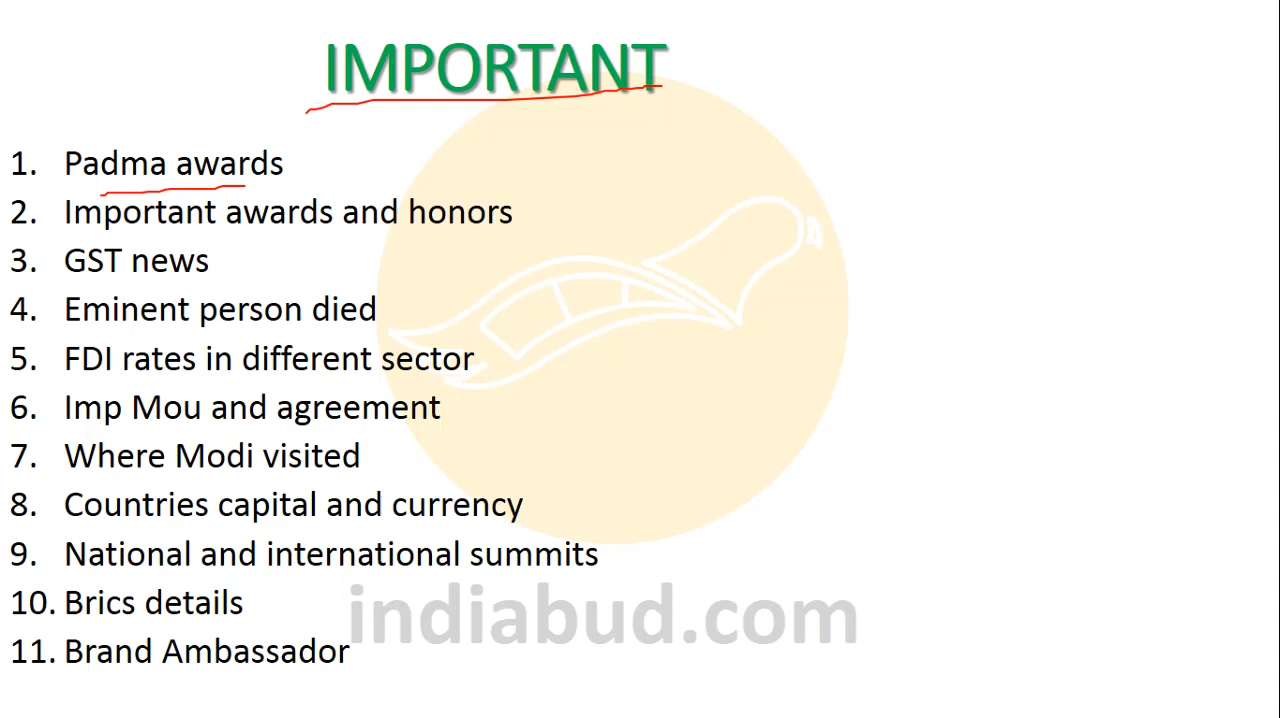 IMPORTANT
1. Padma awards
2. Important awards and honors
3. GST news
4. Eminent person died
5. FDI rates in different sector
6. Imp Mou and agreement
7. Where Modi visited
8. Countries capital and currency
9. National and international summits
10. Brics details
11. Brand Ambassador
indiabud.com